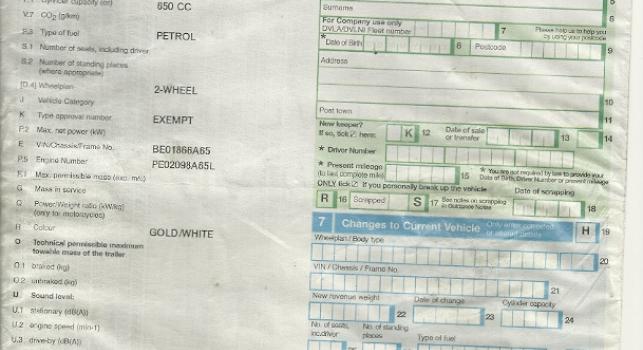 Cylinder capacity (cc) 650 CC
V.7 CO2 (g/km)
P.3 Type of fuel PETROL
S.1 Number of seats, including driver
S.2 Number of standing places
(where appropriate)
[D.4] Wheelplan 2-WHEEL
J Vehicle Category
K Type approval number EXEMPT
P.2 Max. net power (kW)
E VIN/Chassis/Frame No. BE01866A65
P.5 Engine Number PE02098A65L
F.1 Max. permissible mass (exc. m/c)
G Mass in service
Q Power/Weight ratio (kW/kg)
(only for motorcycles)
R Colour GOLD/WHITE
O Technical permissible maximum
towable mass of the trailer
O.1 braked (kg)
O.2 unbraked (kg)
U Sound level:
U.1 stationary (dB(A))
U.2 engine speed (min-1)
U.3 drive-by (dB(A))
5
Surname
6
For Company use only
DVLA/DVLNI Fleet number 7 Please help us to help you
by using your postcode
* Date of Birth 8 Postcode 9
Address
10
Post town 11
New keeper?
If so, tick ☑ here: K 12 Date of sale
or transfer 13 14
* Driver Number
* Present mileage
(to last complete mile) 15 * You are not required by law to provide your
Date of Birth, Driver Number or present mileage
ONLY tick ☑ if you personally break up the vehicle Date of scrapping
R 16 Scrapped S 17 See notes on scrapping
in Guidance Notes 18
7 Changes to Current Vehicle Only enter corrected
or altered details H 19
Wheelplan / Body type
20
VIN / Chassis / Frame No.
21
New revenue weight 22 Date of change 23 Cylinder capacity 24
No. of seats,
inc.driver No. of standing
places Type of fuel